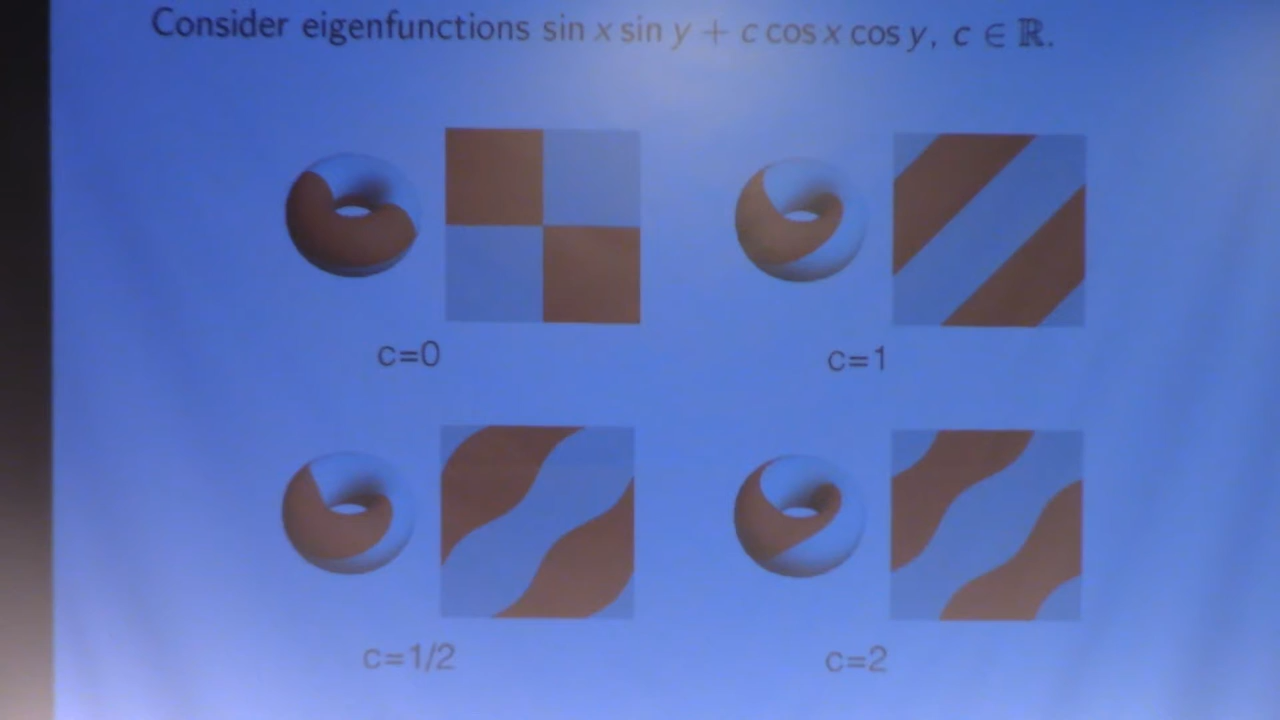 Consider eigenfunctions sin x sin y + c cos x cos y, c ∈ ℝ.
c=0
c=1
c=1/2
c=2